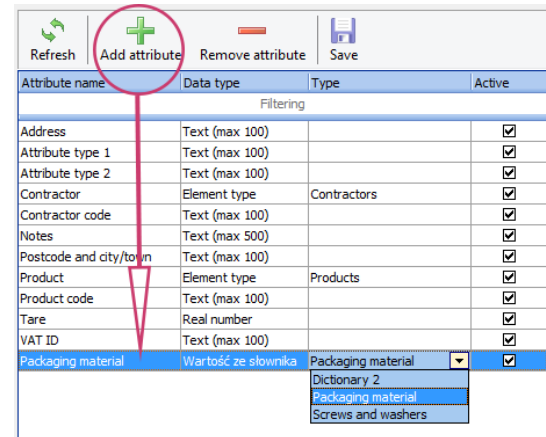 Refresh Add attribute Remove attribute Save
Attribute name Data type Type Active
Filtering
Address Text (max 100)
Attribute type 1 Text (max 100)
Attribute type 2 Text (max 100)
Contractor Element type Contractors
Contractor code Text (max 100)
Notes Text (max 500)
Postcode and city/town Text (max 100)
Product Element type Products
Product code Text (max 100)
Tare Real number
VAT ID Text (max 100)
Packaging material Wartość ze słownika Packaging material
Dictionary 2
Packaging material
Screws and washers